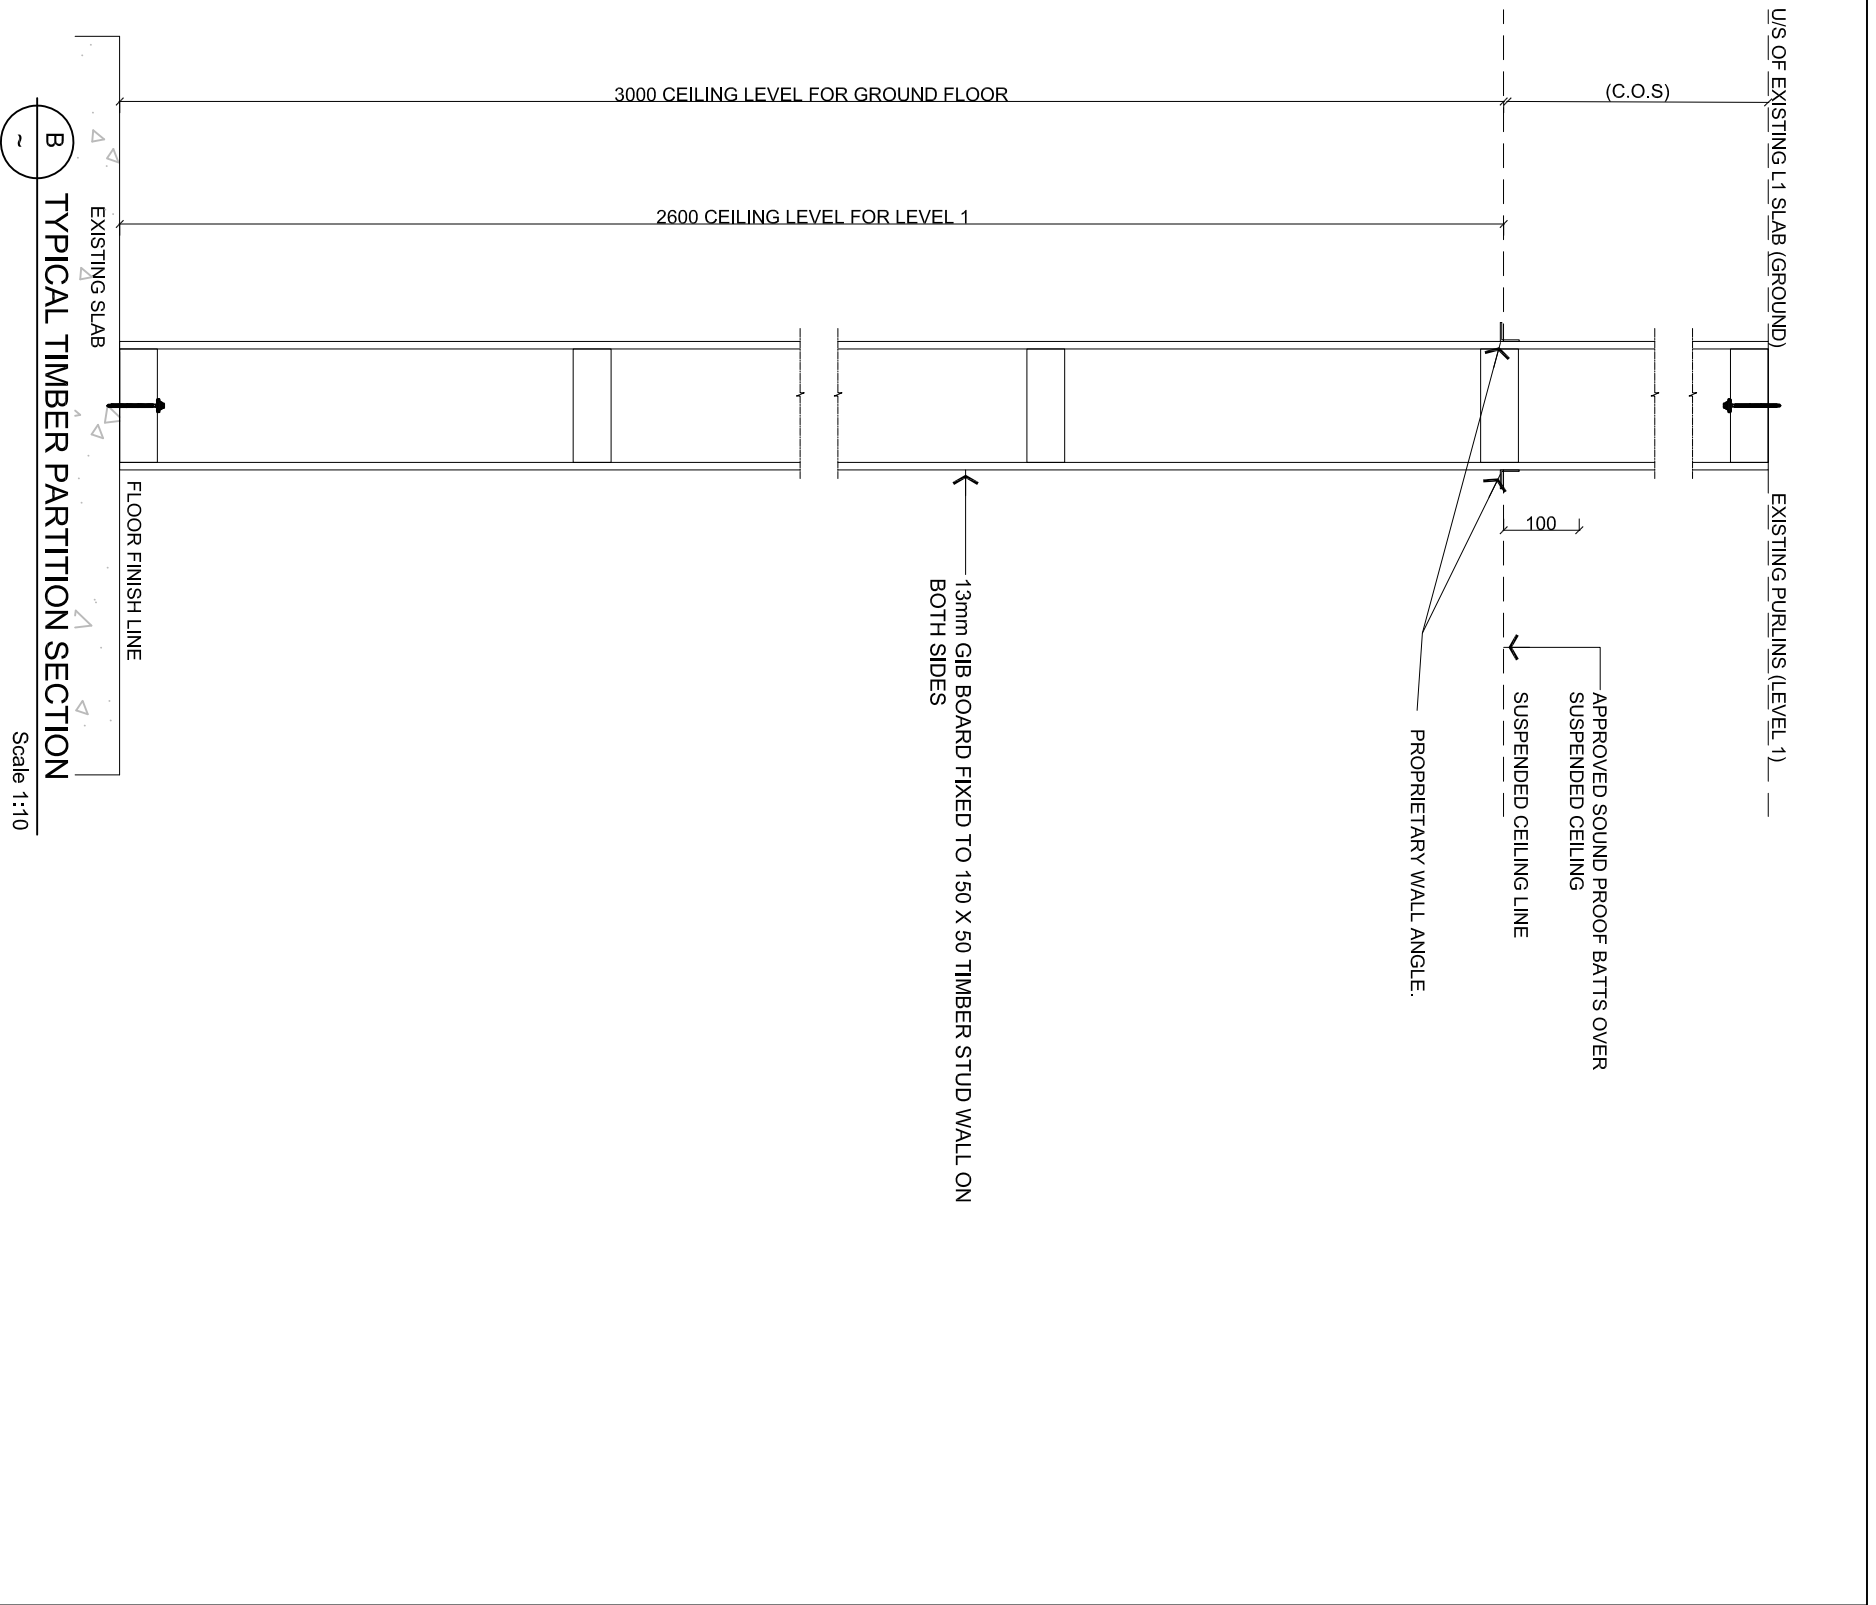 U/S OF EXISTING L1 SLAB (GROUND)
EXISTING PURLINS (LEVEL 1)
(C.O.S)
3000 CEILING LEVEL FOR GROUND FLOOR
2600 CEILING LEVEL FOR LEVEL 1
100
APPROVED SOUND PROOF BATTS OVER
SUSPENDED CEILING
SUSPENDED CEILING LINE
PROPRIETARY WALL ANGLE.
13mm GIB BOARD FIXED TO 150 X 50 TIMBER STUD WALL ON
BOTH SIDES
FLOOR FINISH LINE
EXISTING SLAB
B
~
TYPICAL TIMBER PARTITION SECTION
Scale 1:10